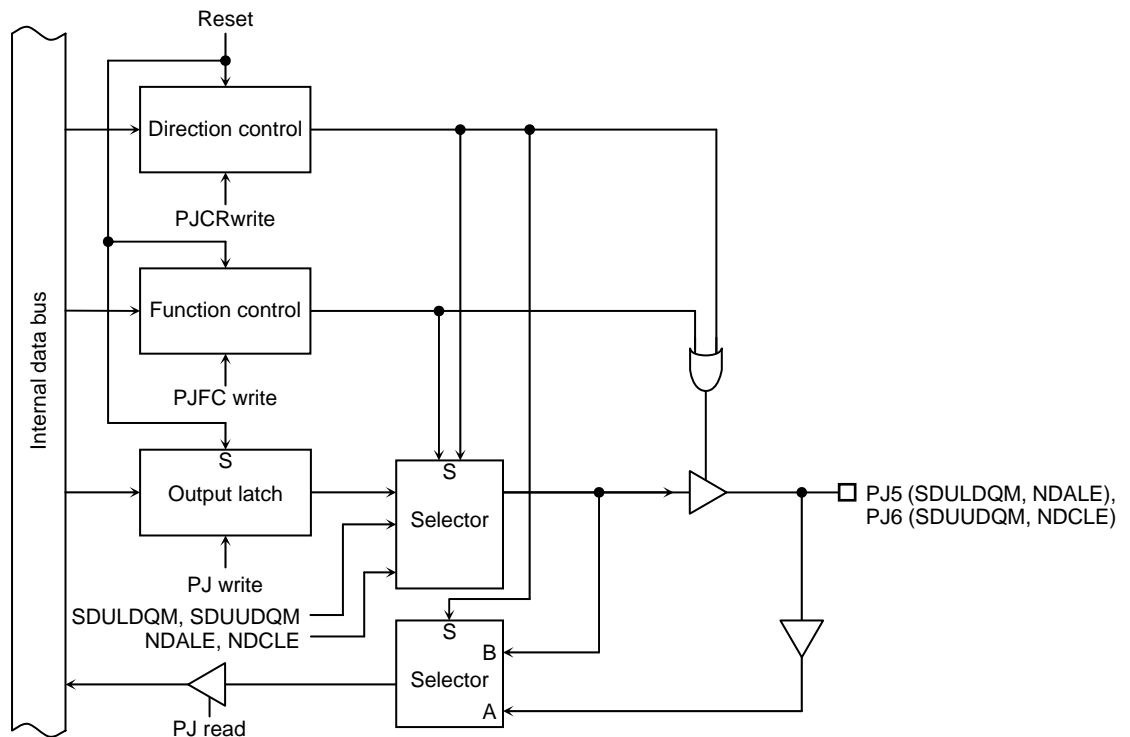 Reset
Direction control
PJCRwrite
Internal data bus
Function control
PJFC write
S
Output latch
PJ write
S
Selector
PJ5 (SDULDQM, NDALE),
PJ6 (SDUUDQM, NDCLE)
SDULDQM, SDUUDQM
NDALE, NDCLE
S
B
Selector
A
PJ read